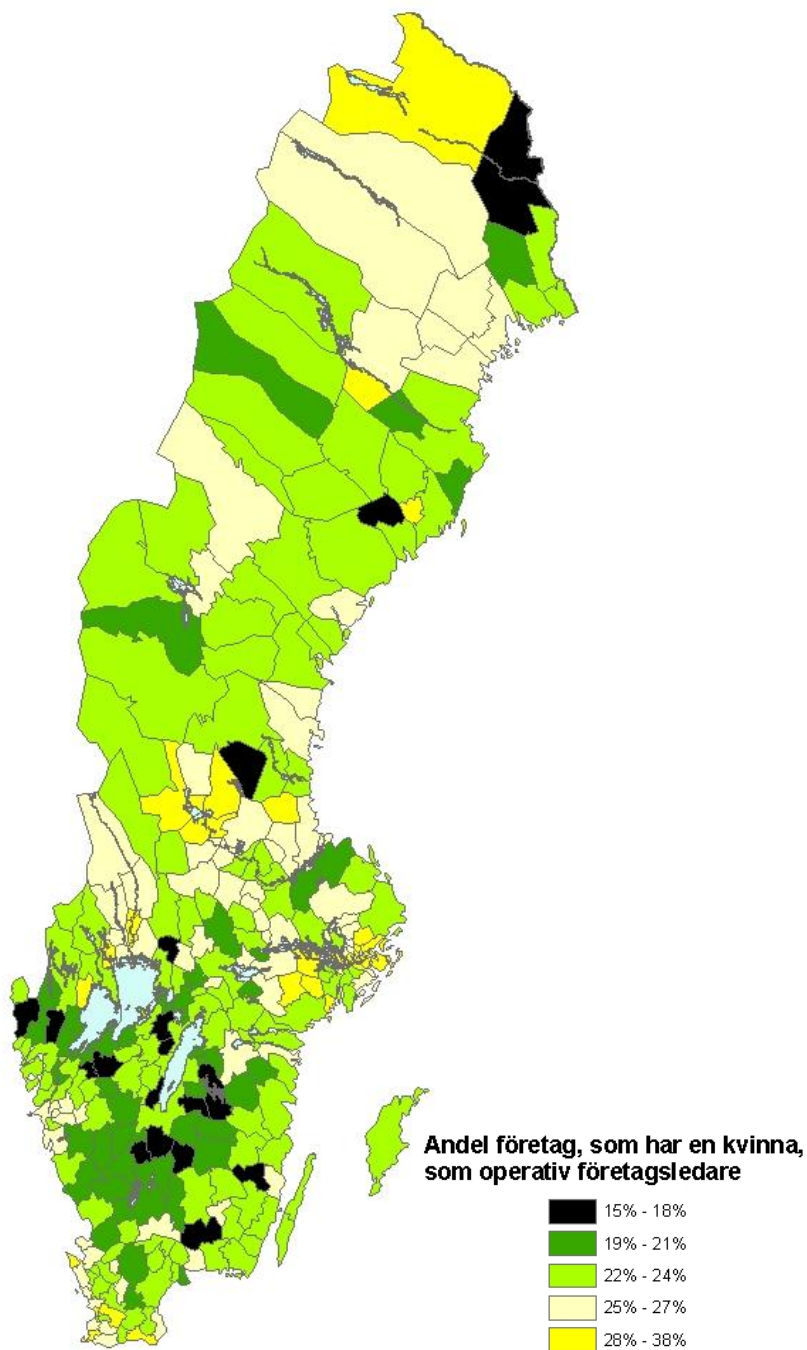 Andel företag, som har en kvinna,
som operativ företagsledare
15% - 18%
19% - 21%
22% - 24%
25% - 27%
28% - 38%